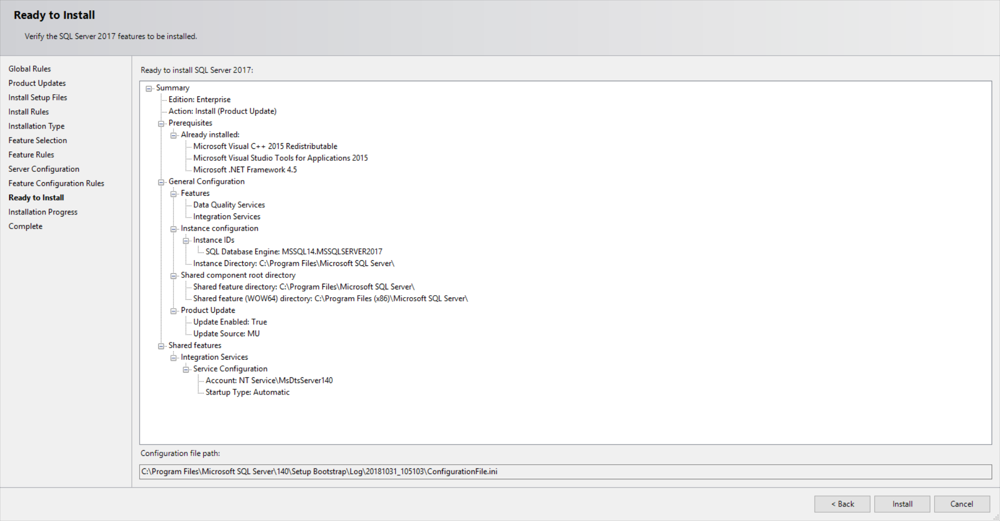 Ready to Install
Verify the SQL Server 2017 features to be installed.
Global Rules
Product Updates
Install Setup Files
Install Rules
Installation Type
Feature Selection
Feature Rules
Server Configuration
Feature Configuration Rules
Ready to Install
Installation Progress
Complete
Ready to install SQL Server 2017:
Summary
Edition: Enterprise
Action: Install (Product Update)
Prerequisites
Already installed:
Microsoft Visual C++ 2015 Redistributable
Microsoft Visual Studio Tools for Applications 2015
Microsoft .NET Framework 4.5
General Configuration
Features
Data Quality Services
Integration Services
Instance configuration
Instance IDs
SQL Database Engine: MSSQL14.MSSQLSERVER2017
Instance Directory: C:\Program Files\Microsoft SQL Server\
Shared component root directory
Shared feature directory: C:\Program Files\Microsoft SQL Server\
Shared feature (WOW64) directory: C:\Program Files (x86)\Microsoft SQL Server\
Product Update
Update Enabled: True
Update Source: MU
Shared features
Integration Services
Service Configuration
Account: NT Service\MsDtsServer140
Startup Type: Automatic
Configuration file path:
C:\Program Files\Microsoft SQL Server\140\Setup Bootstrap\Log\20181031_105103\ConfigurationFile.ini
< Back
Install
Cancel